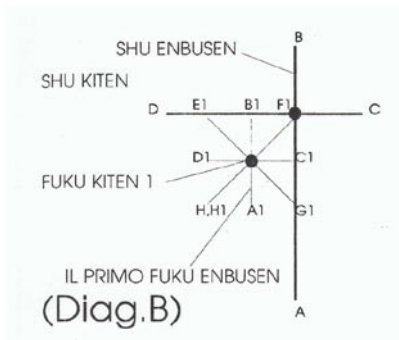 B
SHU ENBUSEN
SHU KITEN
D E1 B1 F1 C
D1 C1
FUKU KITEN 1
H,H1 A1 G1
IL PRIMO FUKU ENBUSEN
(Diag.B)
A